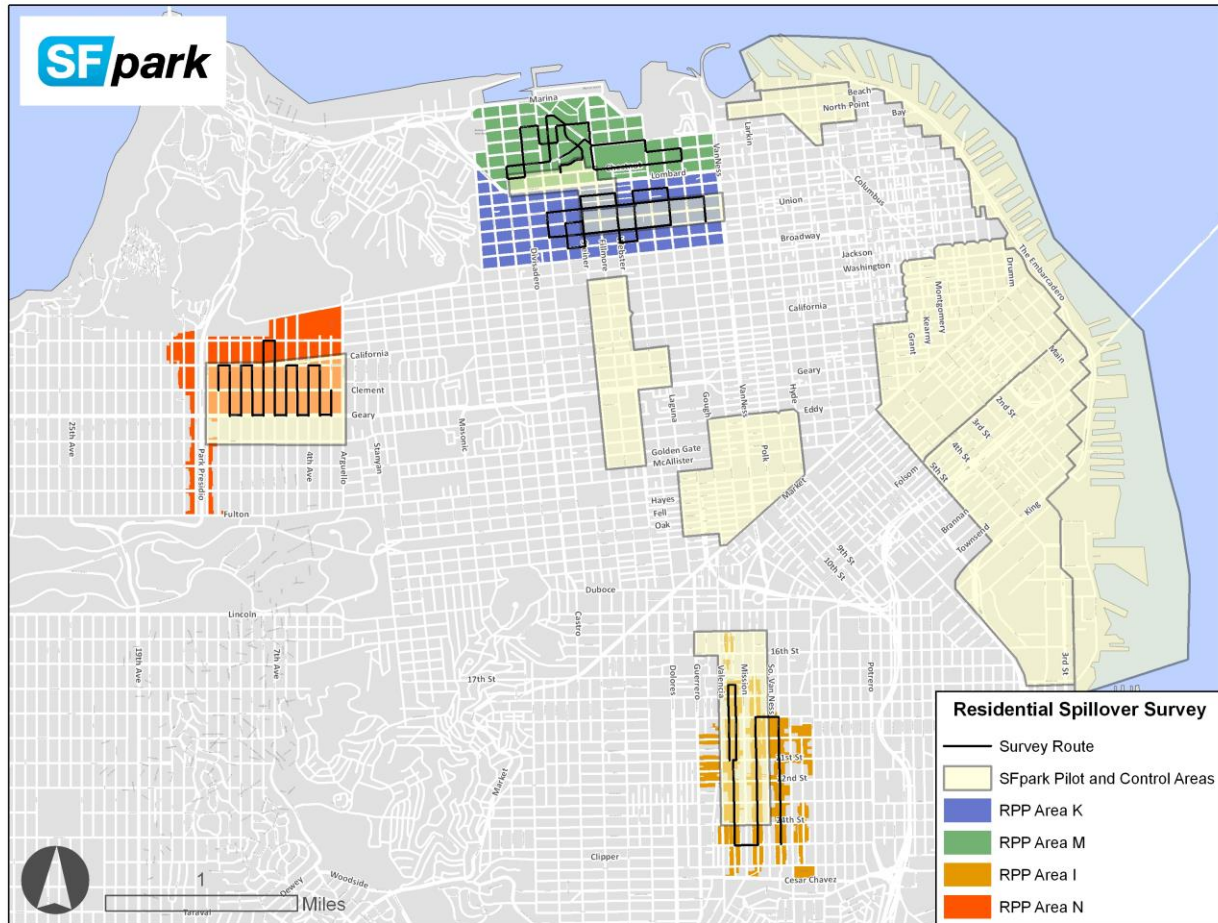 SFpark
Marina
Beach
North Point
Bay
Larkin
VanNess
Chestnut
Lombard
Columbus
Union
Broadway
Divisadero
Steiner
Fillmore
Webster
Jackson
Washington
The Embarcadero
Drumm
Montgomery
Kearny
Grant
California
California
Main
Clement
Geary
Geary
Hyde
VanNess
Eddy
Laguna
Gough
2nd St
3rd St
4th St
5th St
25th Ave
Park Presidio
4th Ave
Arguello
Stanyan
Masonic
Golden Gate
McAllister
Polk
Market
Folsom
King
Fulton
Hayes
Fell
Oak
Brannan
Townsend
9th St
10th St
Duboce
Lincoln
Castro
19th Ave
7th Ave
17th St
16th St
Dolores
Guerrero
Valencia
Mission
So. Van Ness
Potrero
3rd St
24th St
Market
Clipper
Cesar Chavez
Woodside
Dewey
Taraval
1
Miles
Residential Spillover Survey
Survey Route
SFpark Pilot and Control Areas
RPP Area K
RPP Area M
RPP Area I
RPP Area N